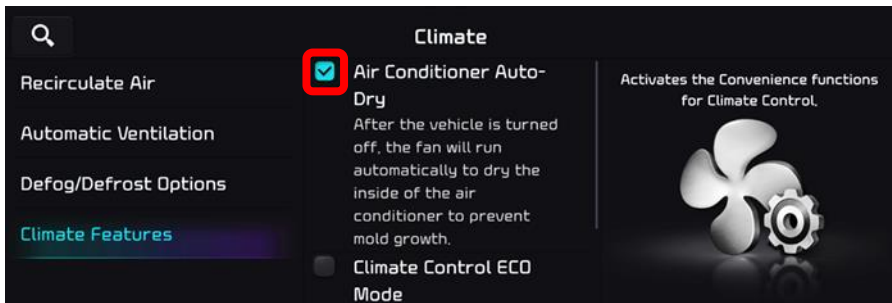 Climate
Recirculate Air
Automatic Ventilation
Defog/Defrost Options
Climate Features
Air Conditioner Auto-
Dry
After the vehicle is turned
off, the fan will run
automatically to dry the
inside of the air
conditioner to prevent
mold growth.
Climate Control ECO
Mode
Activates the Convenience functions
for Climate Control.